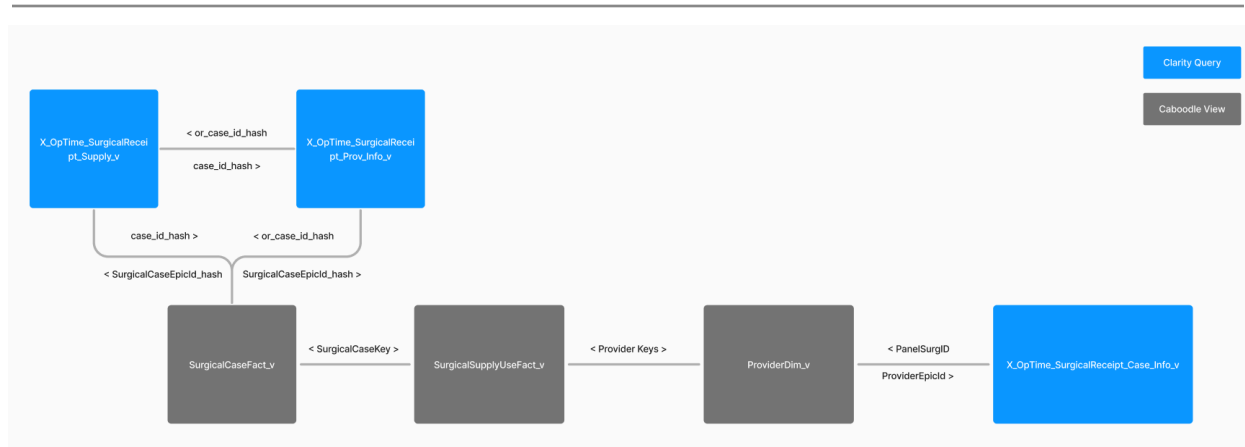 Clarity Query
Caboodle View
X_OpTime_SurgicalRecei
pt_Supply_v
< or_case_id_hash
case_id_hash >
X_OpTime_SurgicalRecei
pt_Prov_Info_v
case_id_hash >
< or_case_id_hash
< SurgicalCaseEpicId_hash
SurgicalCaseEpicId_hash >
SurgicalCaseFact_v
< SurgicalCaseKey >
SurgicalSupplyUseFact_v
< Provider Keys >
ProviderDim_v
< PanelSurgID
ProviderEpicId >
X_OpTime_SurgicalReceipt_Case_Info_v